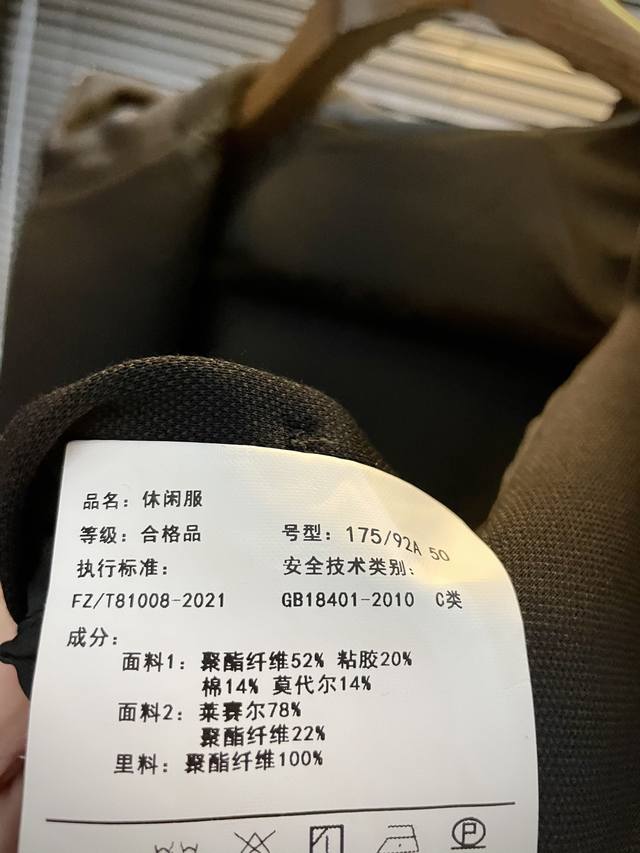 品名：休闲服
等级：合格品 号型：175/92A 50
执行标准： 安全技术类别：
FZ/T81008-2021 GB18401-2010 C类
成分：
面料1：聚酯纤维52% 粘胶20%
棉14% 莫代尔14%
面料2：莱赛尔78%
聚酯纤维22%
里料：聚酯纤维100%
P